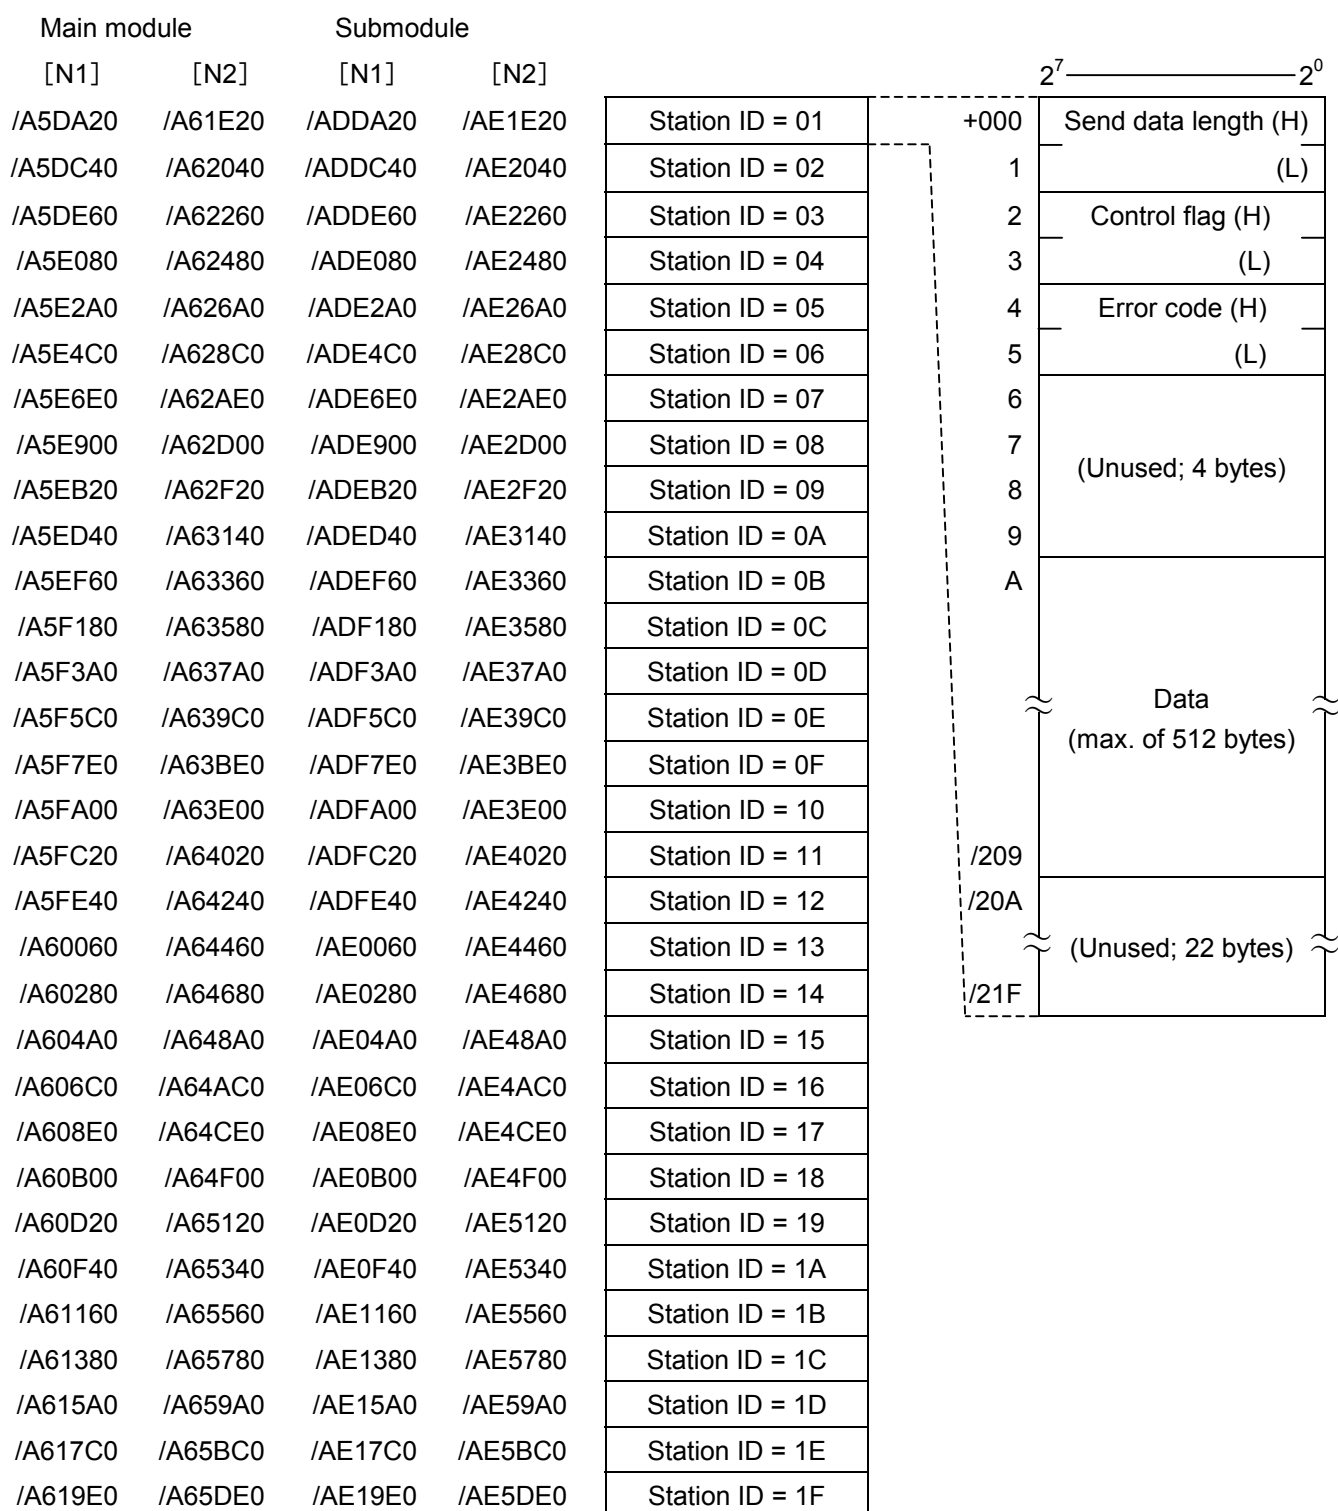 Main module Submodule
[N1] [N2] [N1] [N2] 2⁷ 2⁰
/A5DA20 /A61E20 /ADDA20 /AE1E20 Station ID = 01 +000 Send data length (H)
/A5DC40 /A62040 /ADDC40 /AE2040 Station ID = 02 1 (L)
/A5DE60 /A62260 /ADDE60 /AE2260 Station ID = 03 2 Control flag (H)
/A5E080 /A62480 /ADE080 /AE2480 Station ID = 04 3 (L)
/A5E2A0 /A626A0 /ADE2A0 /AE26A0 Station ID = 05 4 Error code (H)
/A5E4C0 /A628C0 /ADE4C0 /AE28C0 Station ID = 06 5 (L)
/A5E6E0 /A62AE0 /ADE6E0 /AE2AE0 Station ID = 07 6
/A5E900 /A62D00 /ADE900 /AE2D00 Station ID = 08 7
(Unused; 4 bytes)
/A5EB20 /A62F20 /ADEB20 /AE2F20 Station ID = 09 8
/A5ED40 /A63140 /ADED40 /AE3140 Station ID = 0A 9
/A5EF60 /A63360 /ADEF60 /AE3360 Station ID = 0B A
/A5F180 /A63580 /ADF180 /AE3580 Station ID = 0C
/A5F3A0 /A637A0 /ADF3A0 /AE37A0 Station ID = 0D
Data
/A5F5C0 /A639C0 /ADF5C0 /AE39C0 Station ID = 0E
(max. of 512 bytes)
/A5F7E0 /A63BE0 /ADF7E0 /AE3BE0 Station ID = 0F
/A5FA00 /A63E00 /ADFA00 /AE3E00 Station ID = 10
/A5FC20 /A64020 /ADFC20 /AE4020 Station ID = 11 /209
/A5FE40 /A64240 /ADFE40 /AE4240 Station ID = 12 /20A
/A60060 /A64460 /AE0060 /AE4460 Station ID = 13 (Unused; 22 bytes)
/A60280 /A64680 /AE0280 /AE4680 Station ID = 14 /21F
/A604A0 /A648A0 /AE04A0 /AE48A0 Station ID = 15
/A606C0 /A64AC0 /AE06C0 /AE4AC0 Station ID = 16
/A608E0 /A64CE0 /AE08E0 /AE4CE0 Station ID = 17
/A60B00 /A64F00 /AE0B00 /AE4F00 Station ID = 18
/A60D20 /A65120 /AE0D20 /AE5120 Station ID = 19
/A60F40 /A65340 /AE0F40 /AE5340 Station ID = 1A
/A61160 /A65560 /AE1160 /AE5560 Station ID = 1B
/A61380 /A65780 /AE1380 /AE5780 Station ID = 1C
/A615A0 /A659A0 /AE15A0 /AE59A0 Station ID = 1D
/A617C0 /A65BC0 /AE17C0 /AE5BC0 Station ID = 1E
/A619E0 /A65DE0 /AE19E0 /AE5DE0 Station ID = 1F